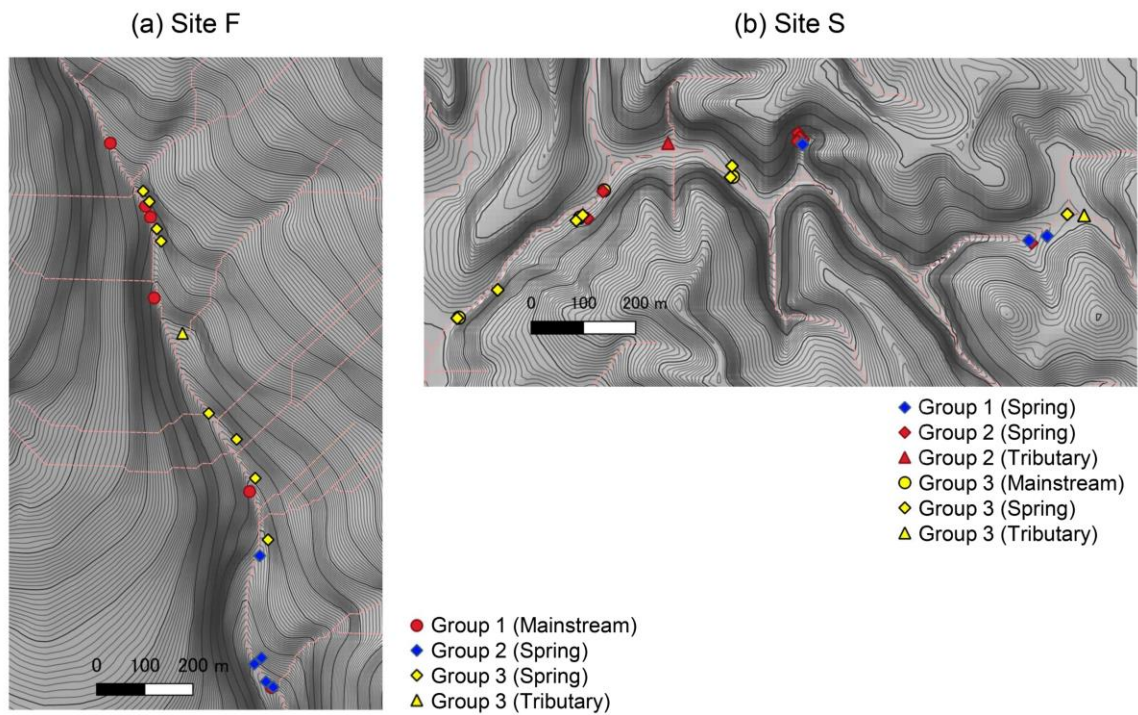 (a) Site F
(b) Site S
0 100 200 m
Group 1 (Spring)
Group 2 (Spring)
Group 2 (Tributary)
Group 3 (Mainstream)
Group 3 (Spring)
Group 3 (Tributary)
0 100 200 m
Group 1 (Mainstream)
Group 2 (Spring)
Group 3 (Spring)
Group 3 (Tributary)